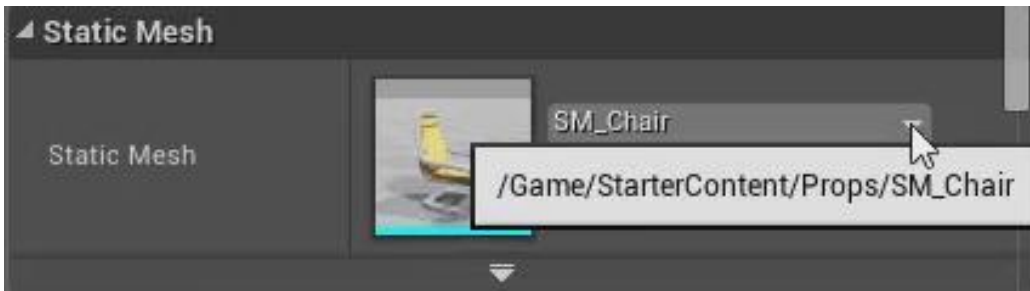 Static Mesh
Static Mesh
SM_Chair
/Game/StarterContent/Props/SM_Chair